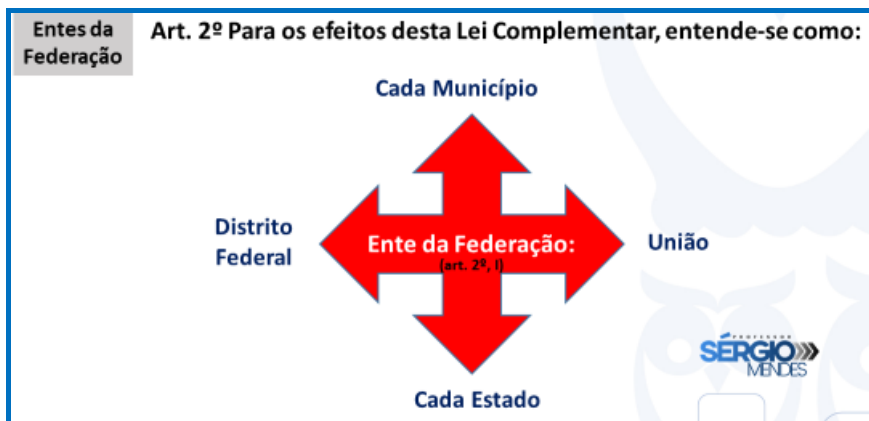 Entes da
Federação
Art. 2º Para os efeitos desta Lei Complementar, entende-se como:
Cada Município
Distrito
Federal
Ente da Federação:
(art. 2º, I)
União
PROFESSOR
SÉRGIO
MENDES
Cada Estado